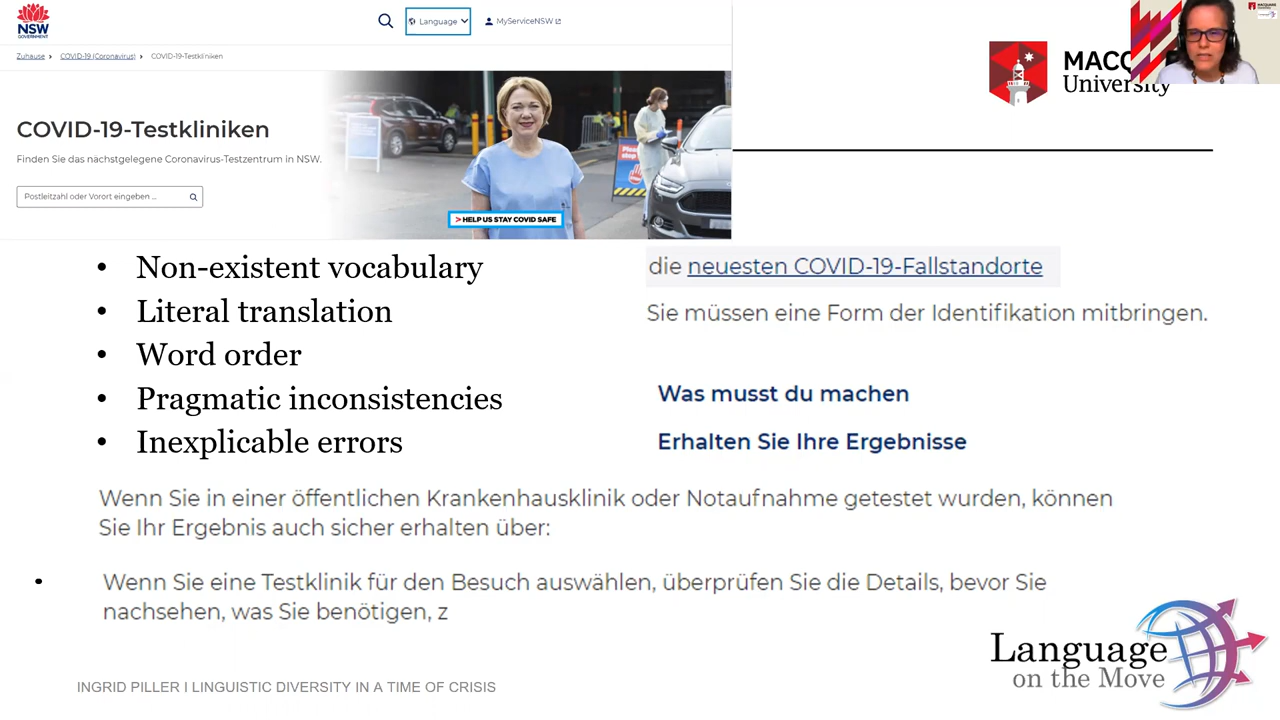 NSW
GOVERNMENT
Language
MyServiceNSW
Zuhause > COVID-19 (Coronavirus) > COVID-19-Testkliniken
COVID-19-Testkliniken
Finden Sie das nächstgelegene Coronavirus-Testzentrum in NSW.
Postleitzahl oder Vorort eingeben ...
Please
stop
> HELP US STAY COVID SAFE
MACQ
University
• Non-existent vocabulary
die neuesten COVID-19-Fallstandorte
• Literal translation
Sie müssen eine Form der Identifikation mitbringen.
• Word order
• Pragmatic inconsistencies
Was musst du machen
• Inexplicable errors
Erhalten Sie Ihre Ergebnisse
Wenn Sie in einer öffentlichen Krankenhausklinik oder Notaufnahme getestet wurden, können
Sie Ihr Ergebnis auch sicher erhalten über:
• Wenn Sie eine Testklinik für den Besuch auswählen, überprüfen Sie die Details, bevor Sie
nachsehen, was Sie benötigen, z
Language
on the Move
INGRID PILLER I LINGUISTIC DIVERSITY IN A TIME OF CRISIS